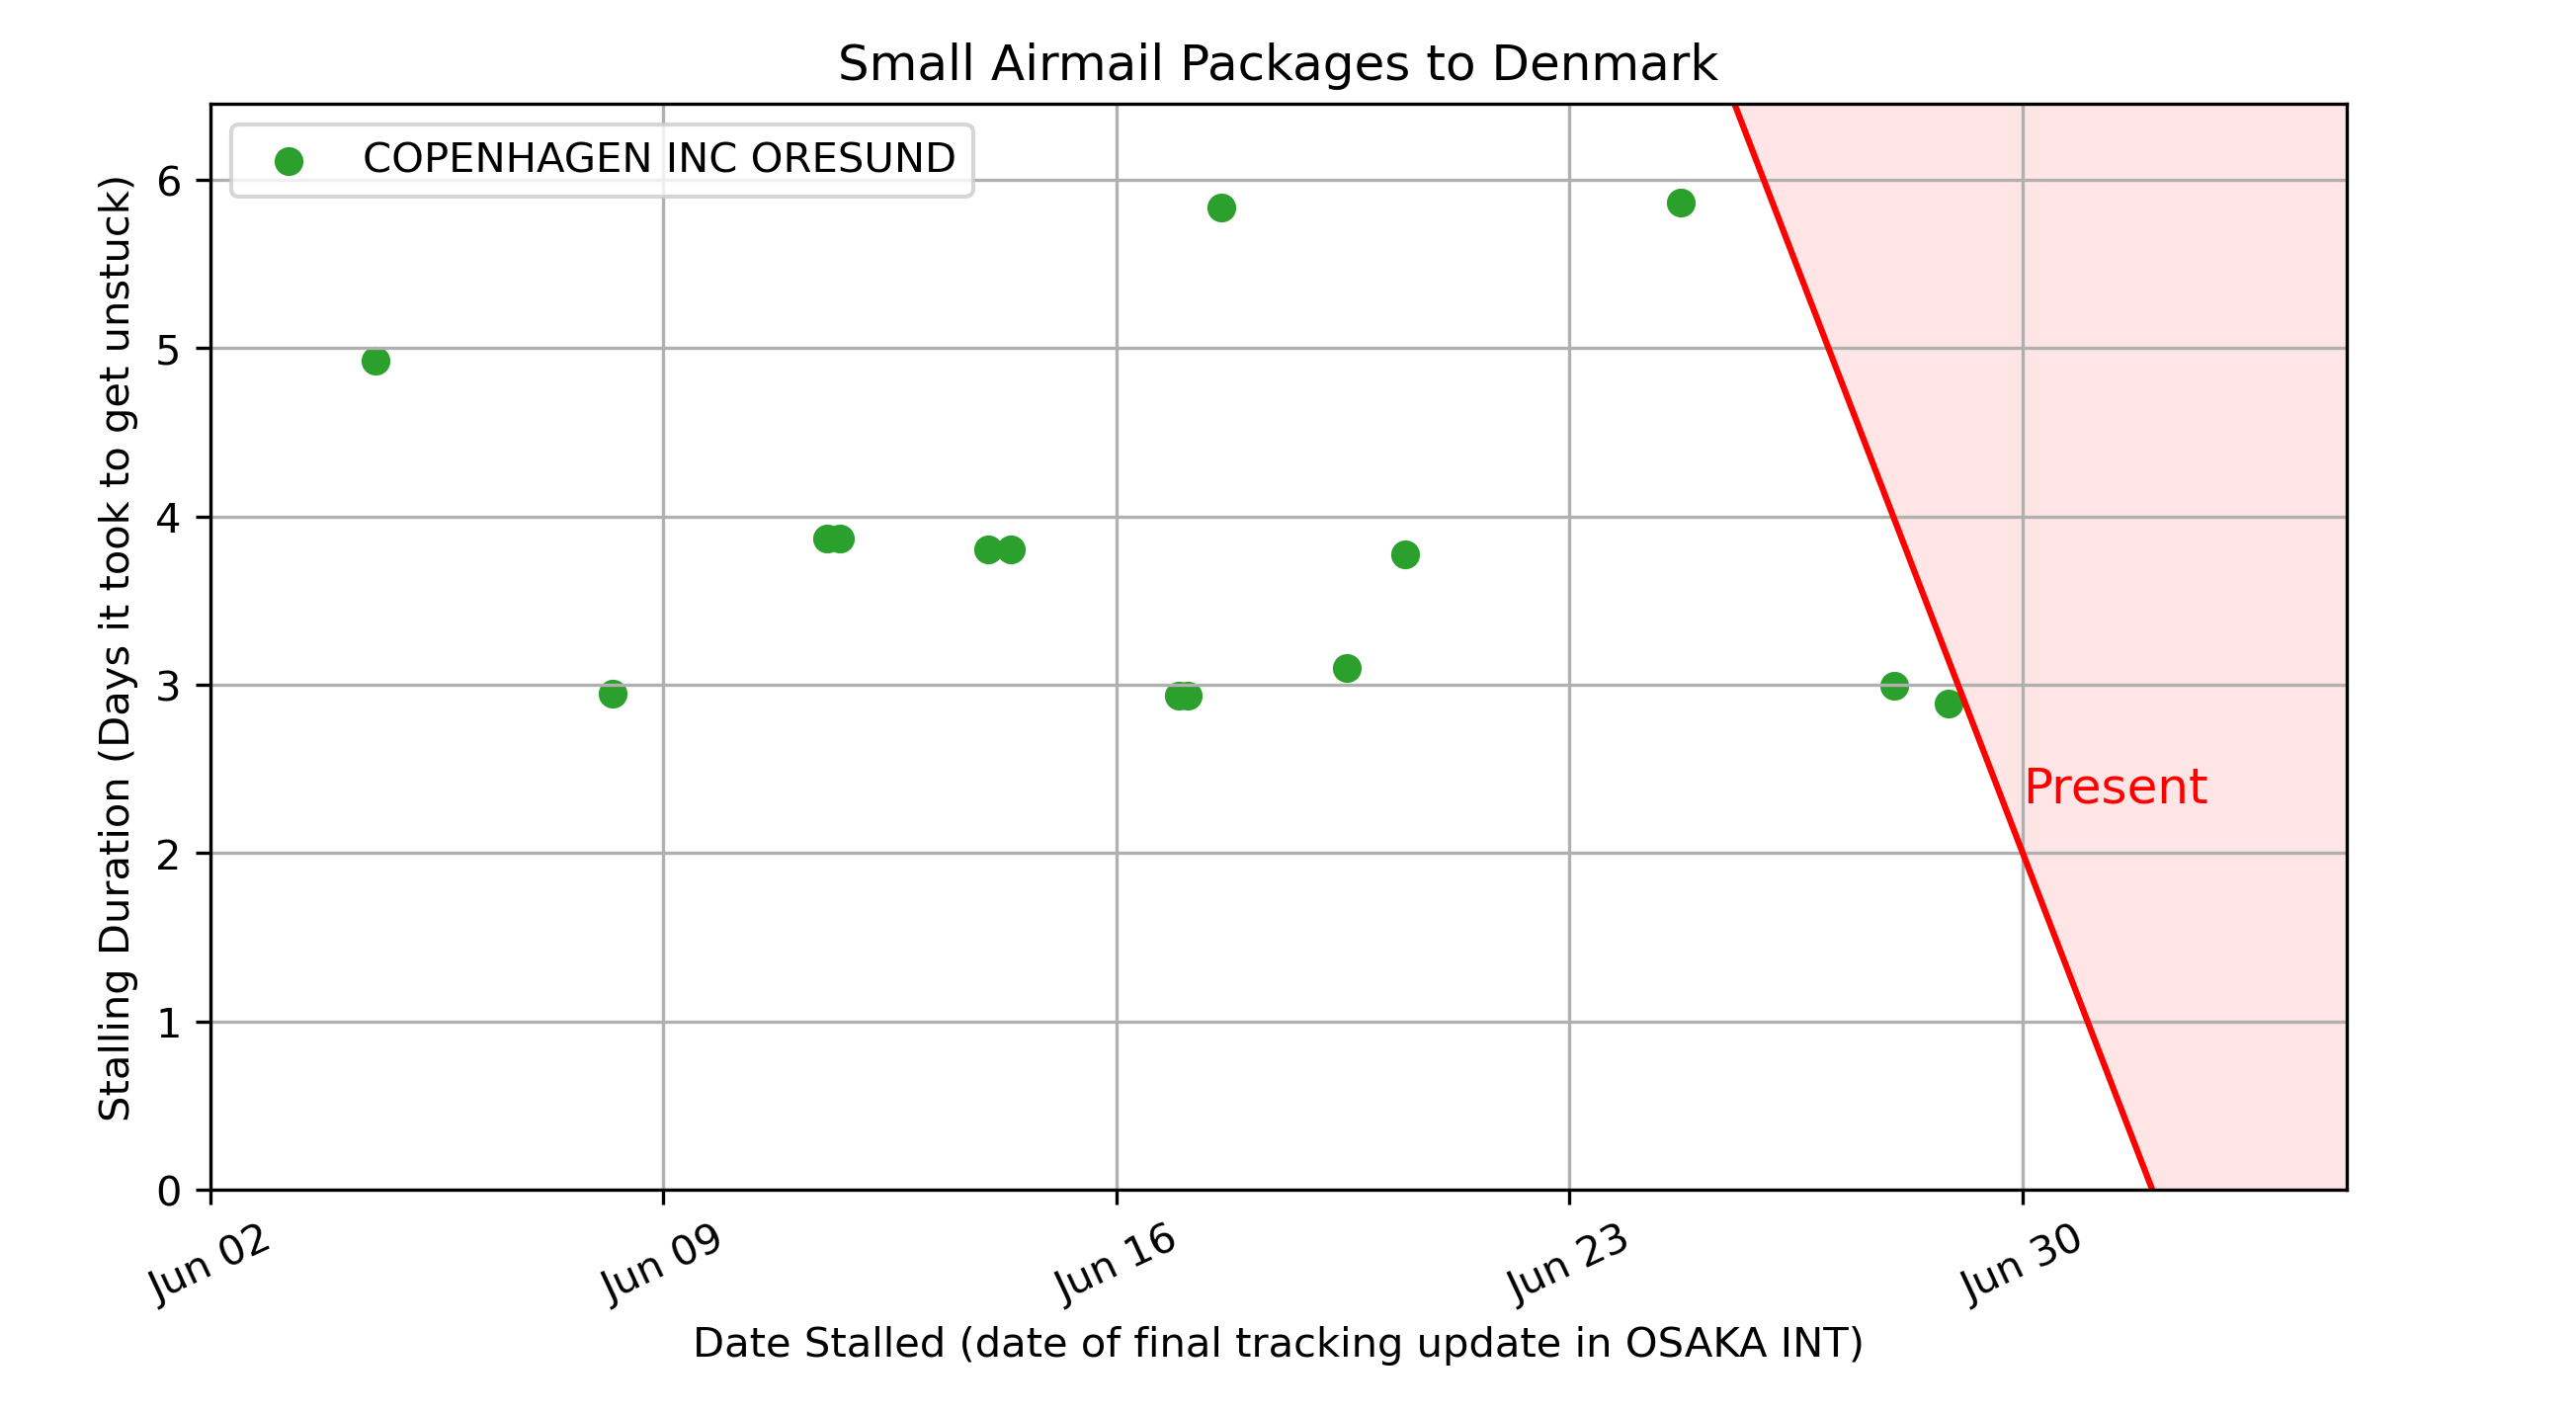 Small Airmail Packages to Denmark
COPENHAGEN INC ORESUND
Stalling Duration (Days it took to get unstuck)
6
5
4
3
2
1
0
Present
Jun 02
Jun 09
Jun 16
Jun 23
Jun 30
Date Stalled (date of final tracking update in OSAKA INT)